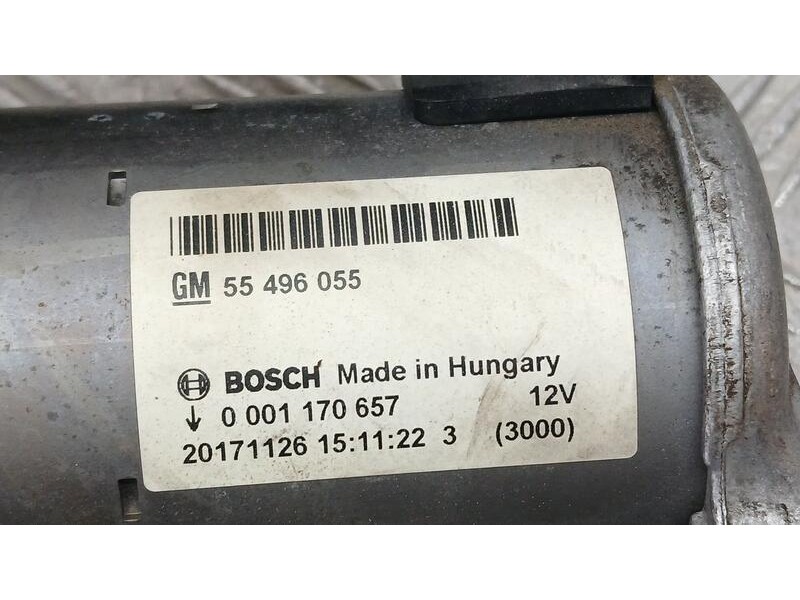 GM 55 496 055
BOSCH Made in Hungary
↓ 0 001 170 657 12V
20171126 15:11:22 3 (3000)